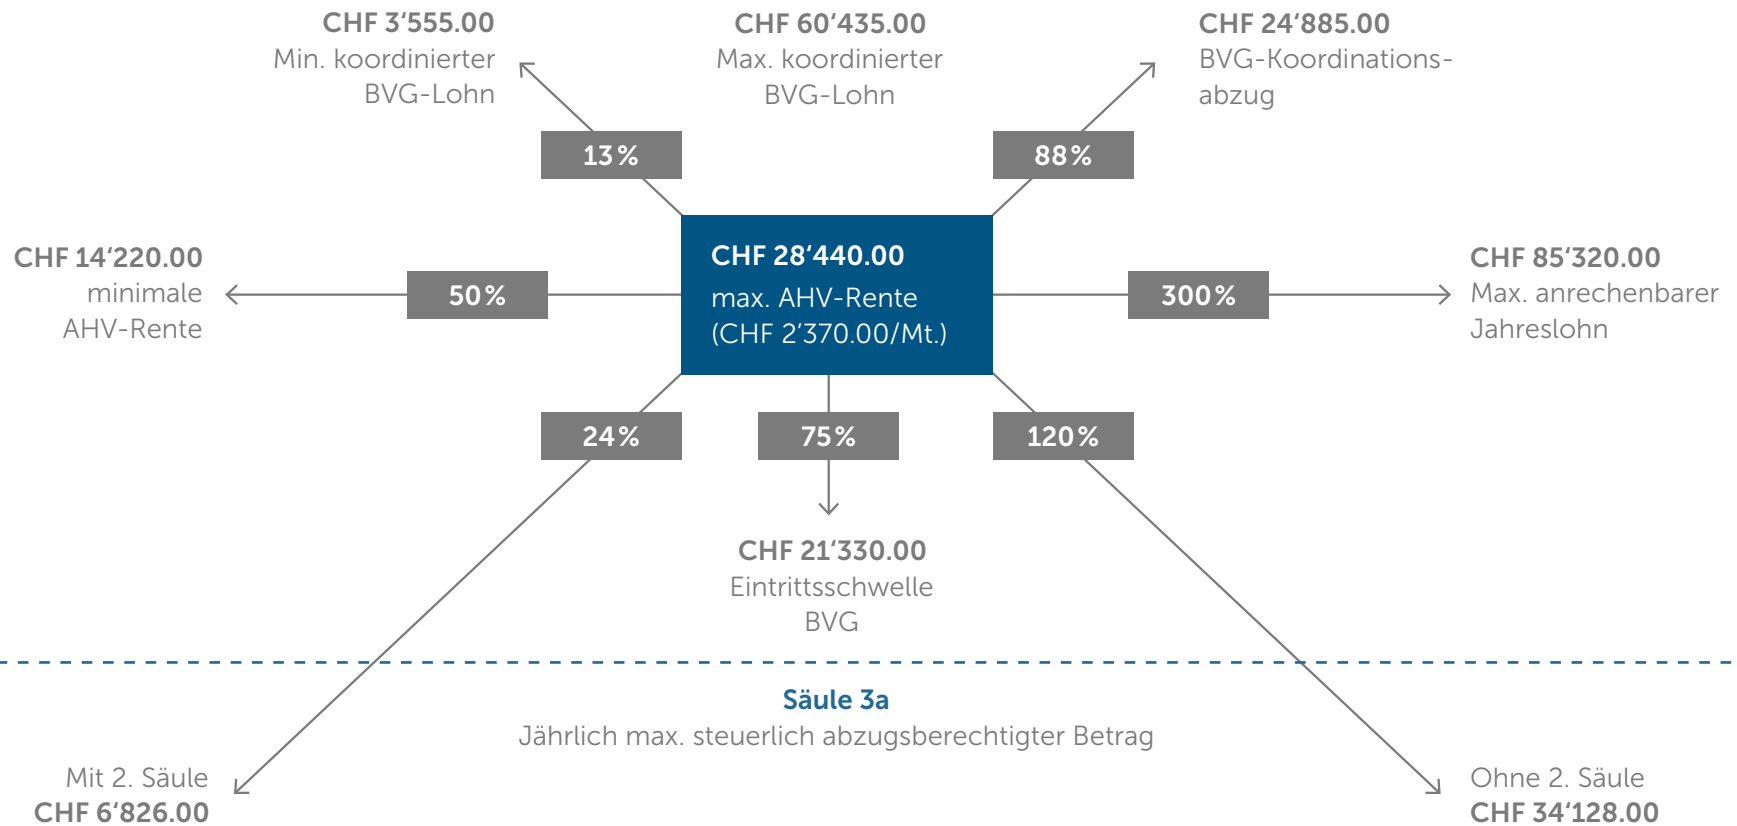 CHF 3‘555.00
Min. koordinierter
BVG-Lohn
CHF 60‘435.00
Max. koordinierter
BVG-Lohn
CHF 24‘885.00
BVG-Koordinations-
abzug
13 %
88 %
CHF 14‘220.00
minimale
AHV-Rente
50 %
CHF 28‘440.00
max. AHV-Rente
(CHF 2’370.00/Mt.)
300 %
CHF 85‘320.00
Max. anrechenbarer
Jahreslohn
24 %
75 %
120 %
CHF 21‘330.00
Eintrittsschwelle
BVG
Säule 3a
Jährlich max. steuerlich abzugsberechtigter Betrag
Mit 2. Säule
CHF 6‘826.00
Ohne 2. Säule
CHF 34‘128.00